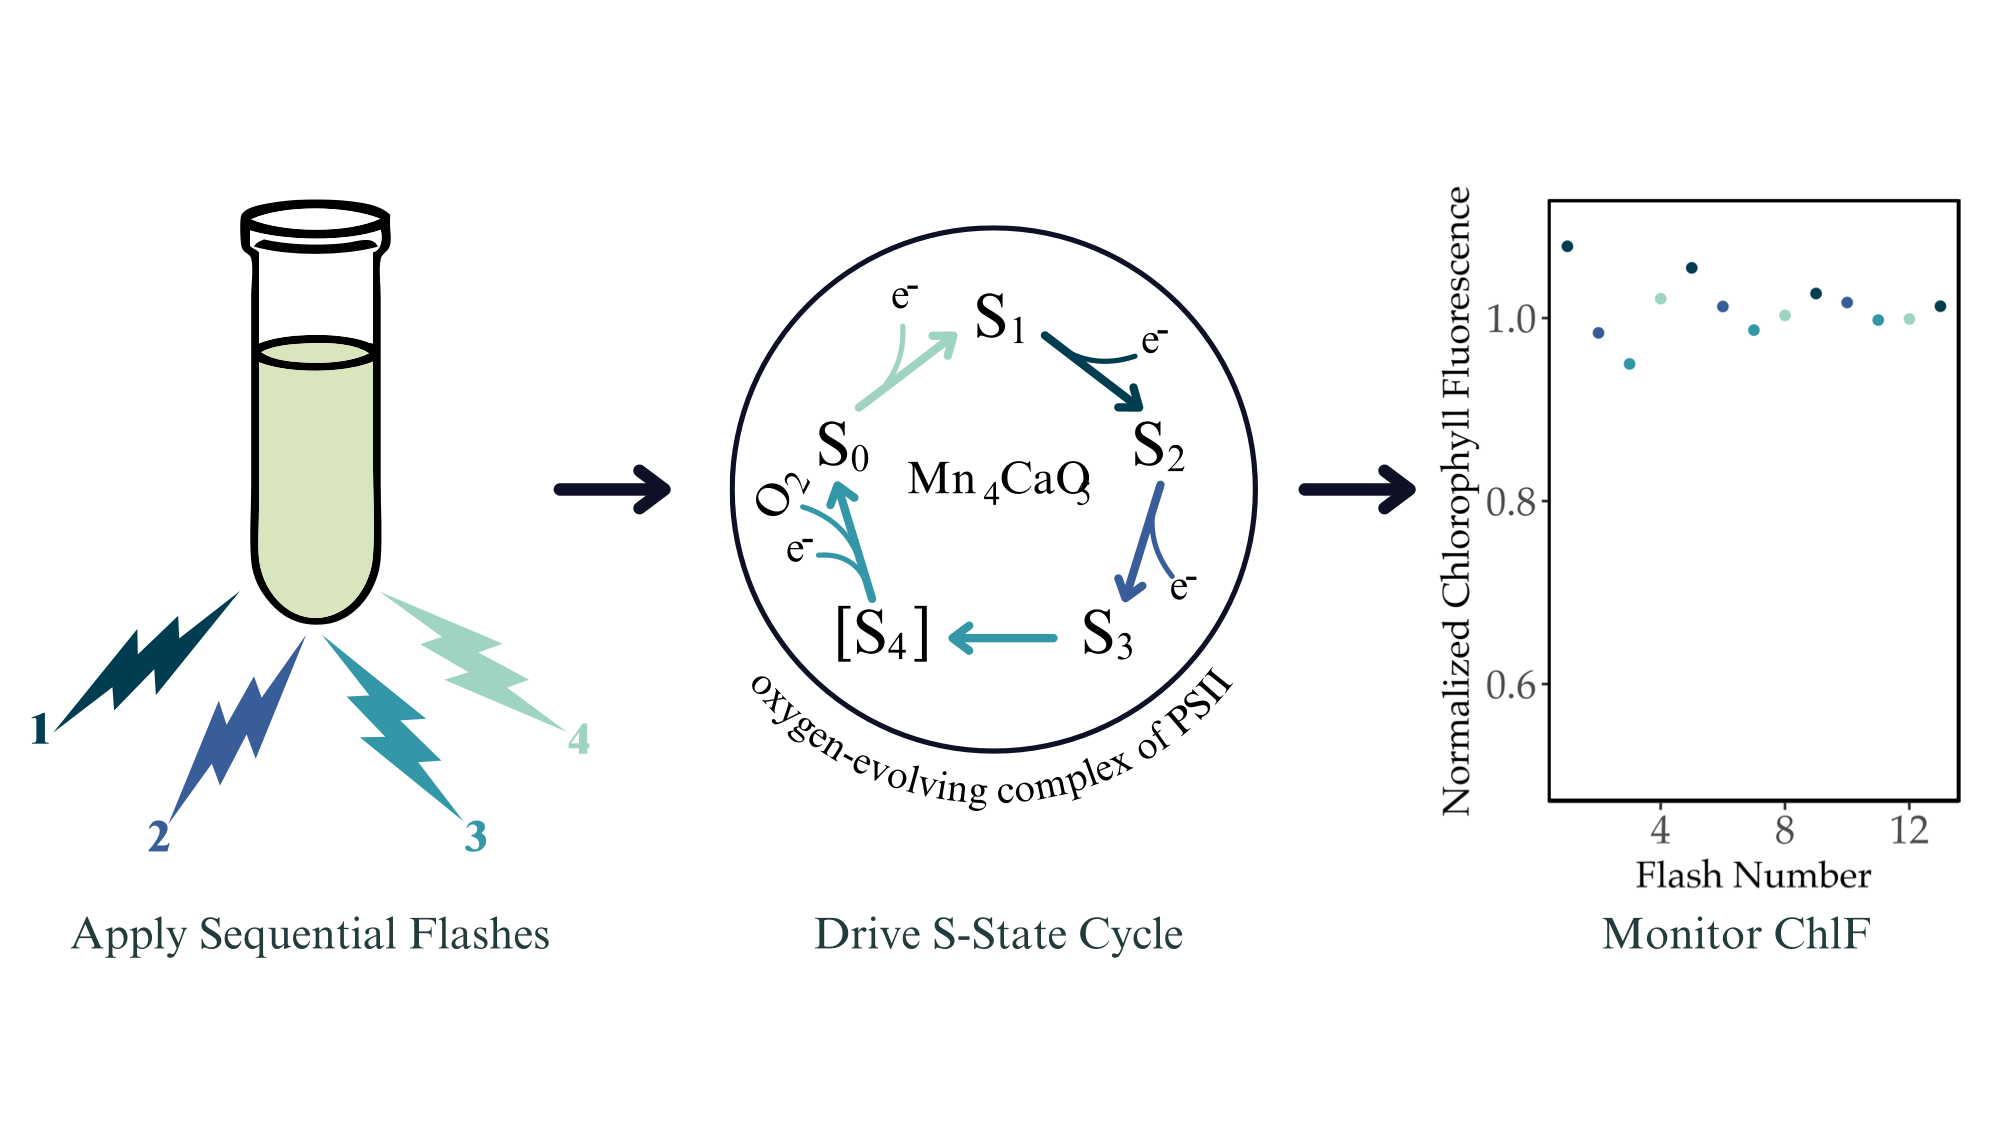 1
2
3
4
Apply Sequential Flashes
e-
S1
e-
S0
S2
Mn4CaO5
O2
e-
e-
[S4]
S3
oxygen-evolving complex of PSII
Drive S-State Cycle
Normalized Chlorophyll Fluorescence
1.0
0.8
0.6
4 8 12
Flash Number
Monitor ChlF